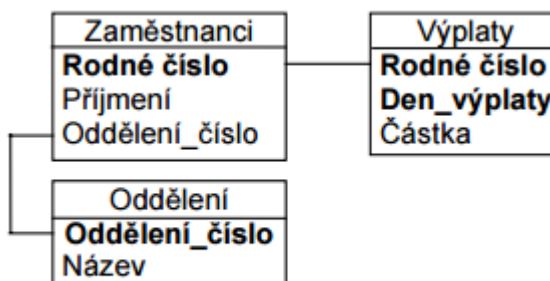 Zaměstnanci
Rodné číslo
Příjmení
Oddělení_číslo
Výplaty
Rodné číslo
Den_výplaty
Částka
Oddělení
Oddělení_číslo
Název